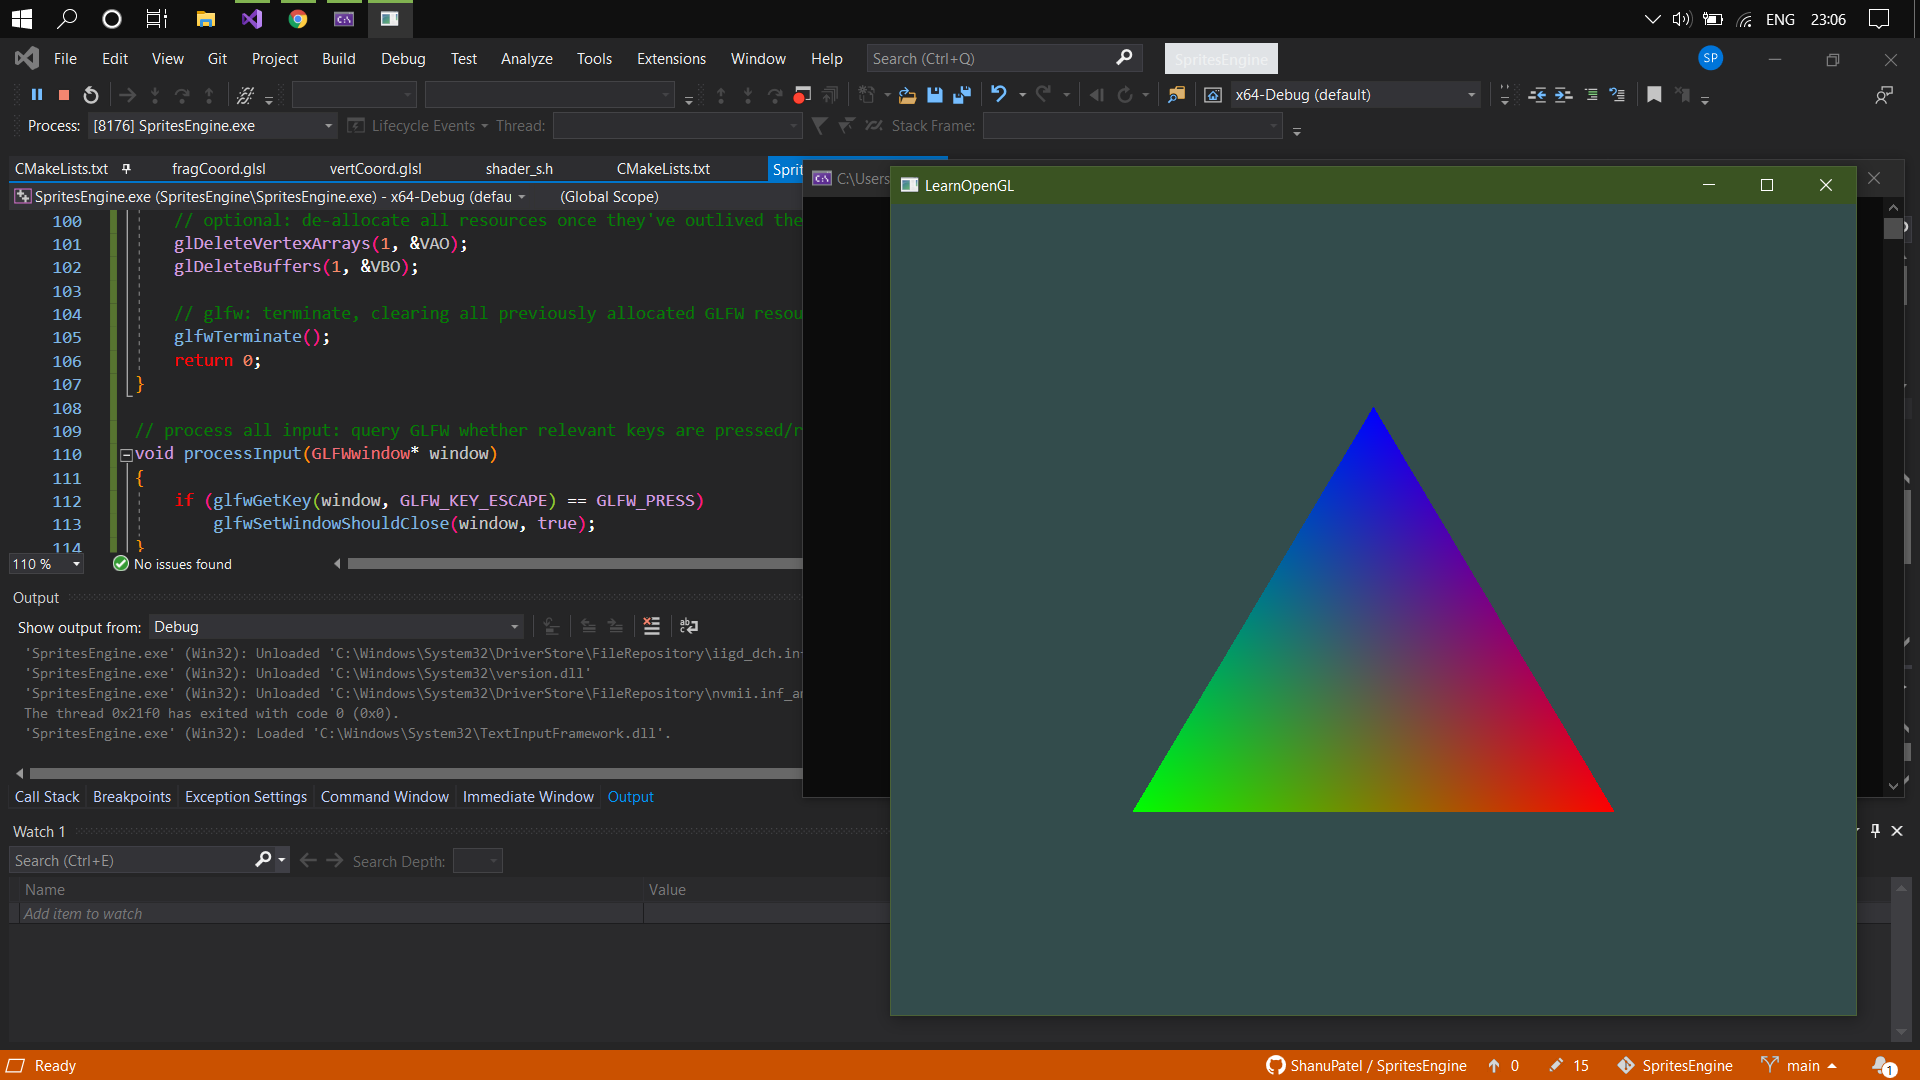 ENG 23:06
File Edit View Git Project Build Debug Test Analyze Tools Extensions Window Help Search (Ctrl+Q) SpritesEngine SP
x64-Debug (default)
Process: [8176] SpritesEngine.exe Lifecycle Events Thread: Stack Frame:
CMakeLists.txt fragCoord.glsl vertCoord.glsl shader_s.h CMakeLists.txt Sprit
C:\Users
LearnOpenGL
SpritesEngine.exe (SpritesEngine\SpritesEngine.exe) - x64-Debug (defau (Global Scope)
100 // optional: de-allocate all resources once they've outlived the
101 glDeleteVertexArrays(1, &VAO);
102 glDeleteBuffers(1, &VBO);
103
104 // glfw: terminate, clearing all previously allocated GLFW resou
105 glfwTerminate();
106 return 0;
107 }
108
109 // process all input: query GLFW whether relevant keys are pressed/r
110 void processInput(GLFWwindow* window)
111 {
112 if (glfwGetKey(window, GLFW_KEY_ESCAPE) == GLFW_PRESS)
113 glfwSetWindowShouldClose(window, true);
114 }
110 % No issues found
Output
Show output from: Debug
'SpritesEngine.exe' (Win32): Unloaded 'C:\Windows\System32\DriverStore\FileRepository\iigd_dch.in
'SpritesEngine.exe' (Win32): Unloaded 'C:\Windows\System32\version.dll'
'SpritesEngine.exe' (Win32): Unloaded 'C:\Windows\System32\DriverStore\FileRepository\nvmii.inf_a
The thread 0x21f0 has exited with code 0 (0x0).
'SpritesEngine.exe' (Win32): Loaded 'C:\Windows\System32\TextInputFramework.dll'.
Call Stack Breakpoints Exception Settings Command Window Immediate Window Output
Watch 1
Search (Ctrl+E) Search Depth:
Name Value
Add item to watch
Ready ShanuPatel / SpritesEngine 0 15 SpritesEngine main 1